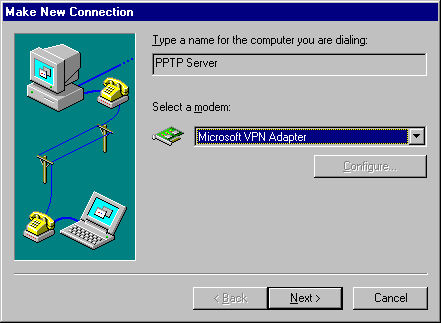 Make New Connection
Type a name for the computer you are dialing:
PPTP Server
Select a modem:
Microsoft VPN Adapter
Configure...
< Back
Next >
Cancel